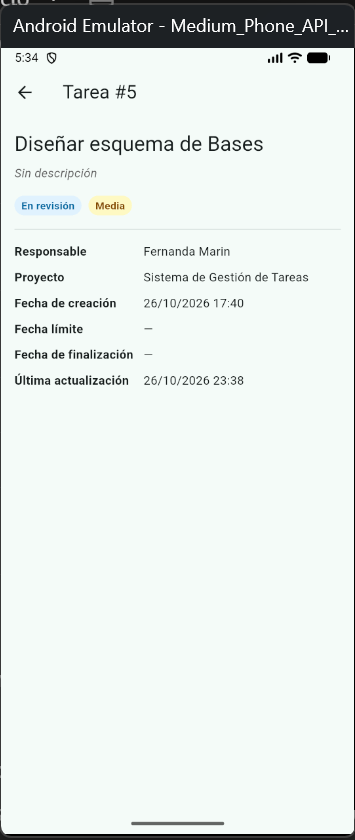 Android Emulator - Medium_Phone_API_...
5:34
Tarea #5
Diseñar esquema de Bases
Sin descripción
En revisión Media
Responsable Fernanda Marin
Proyecto Sistema de Gestión de Tareas
Fecha de creación 26/10/2026 17:40
Fecha límite —
Fecha de finalización —
Última actualización 26/10/2026 23:38